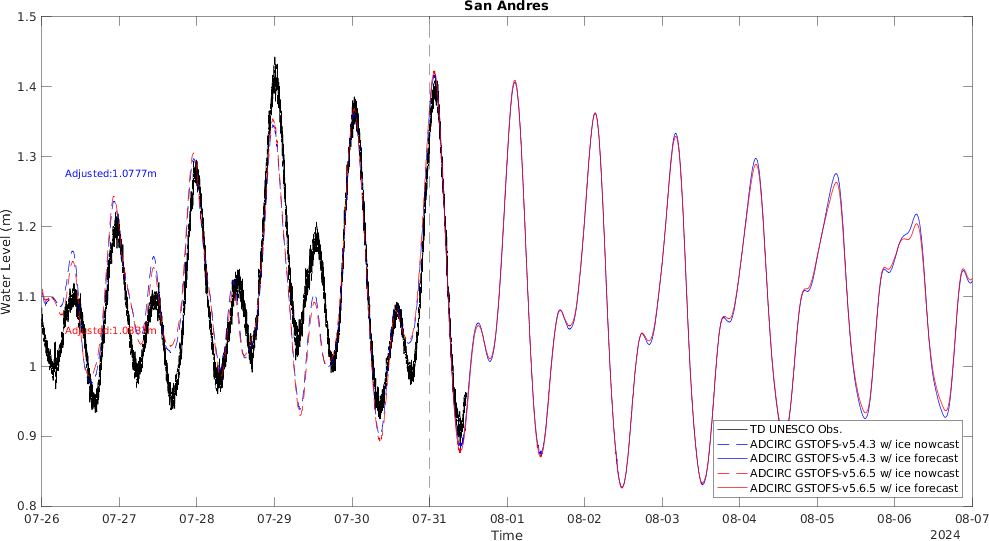 San Andres
1.5
1.4
1.3
1.2
1.1
1
0.9
0.8
Water Level (m)
Adjusted:1.0777m
TD UNESCO Obs.
ADCIRC GSTOFS-v5.4.3 w/ ice nowcast
ADCIRC GSTOFS-v5.4.3 w/ ice forecast
ADCIRC GSTOFS-v5.6.5 w/ ice nowcast
ADCIRC GSTOFS-v5.6.5 w/ ice forecast
07-26 07-27 07-28 07-29 07-30 07-31 08-01 08-02 08-03 08-04 08-05 08-06 08-07
Time
2024